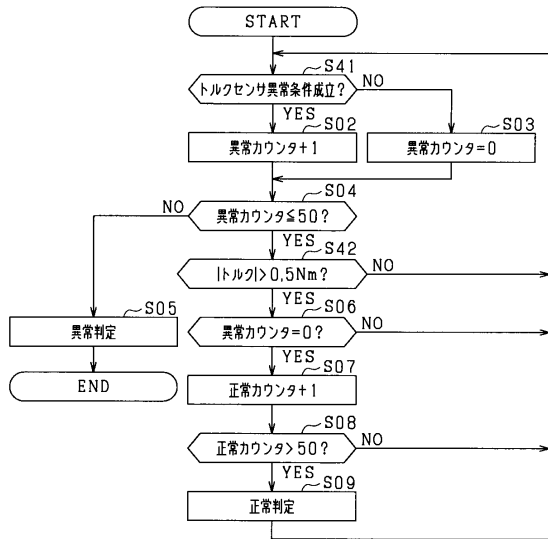 START
S41
トルクセンサ異常条件成立?
NO
YES
S02
異常カウンタ+1
S03
異常カウンタ=0
S04
NO
異常カウンタ≦50?
YES
S42
|トルク|>0,5Nm?
NO
YES
S05
異常判定
S06
異常カウンタ=0?
NO
YES
END
S07
正常カウンタ+1
S08
正常カウンタ>50?
NO
YES
S09
正常判定